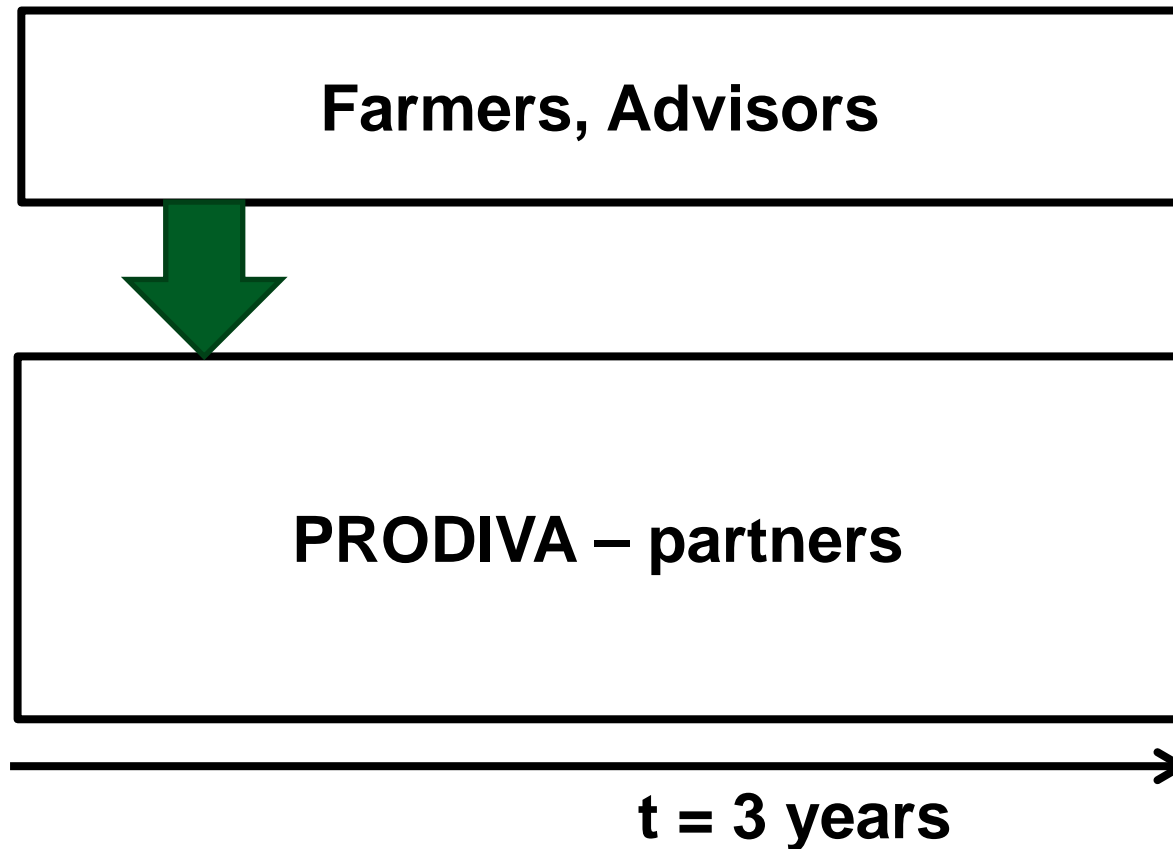 Farmers, Advisors
PRODIVA – partners
t = 3 years